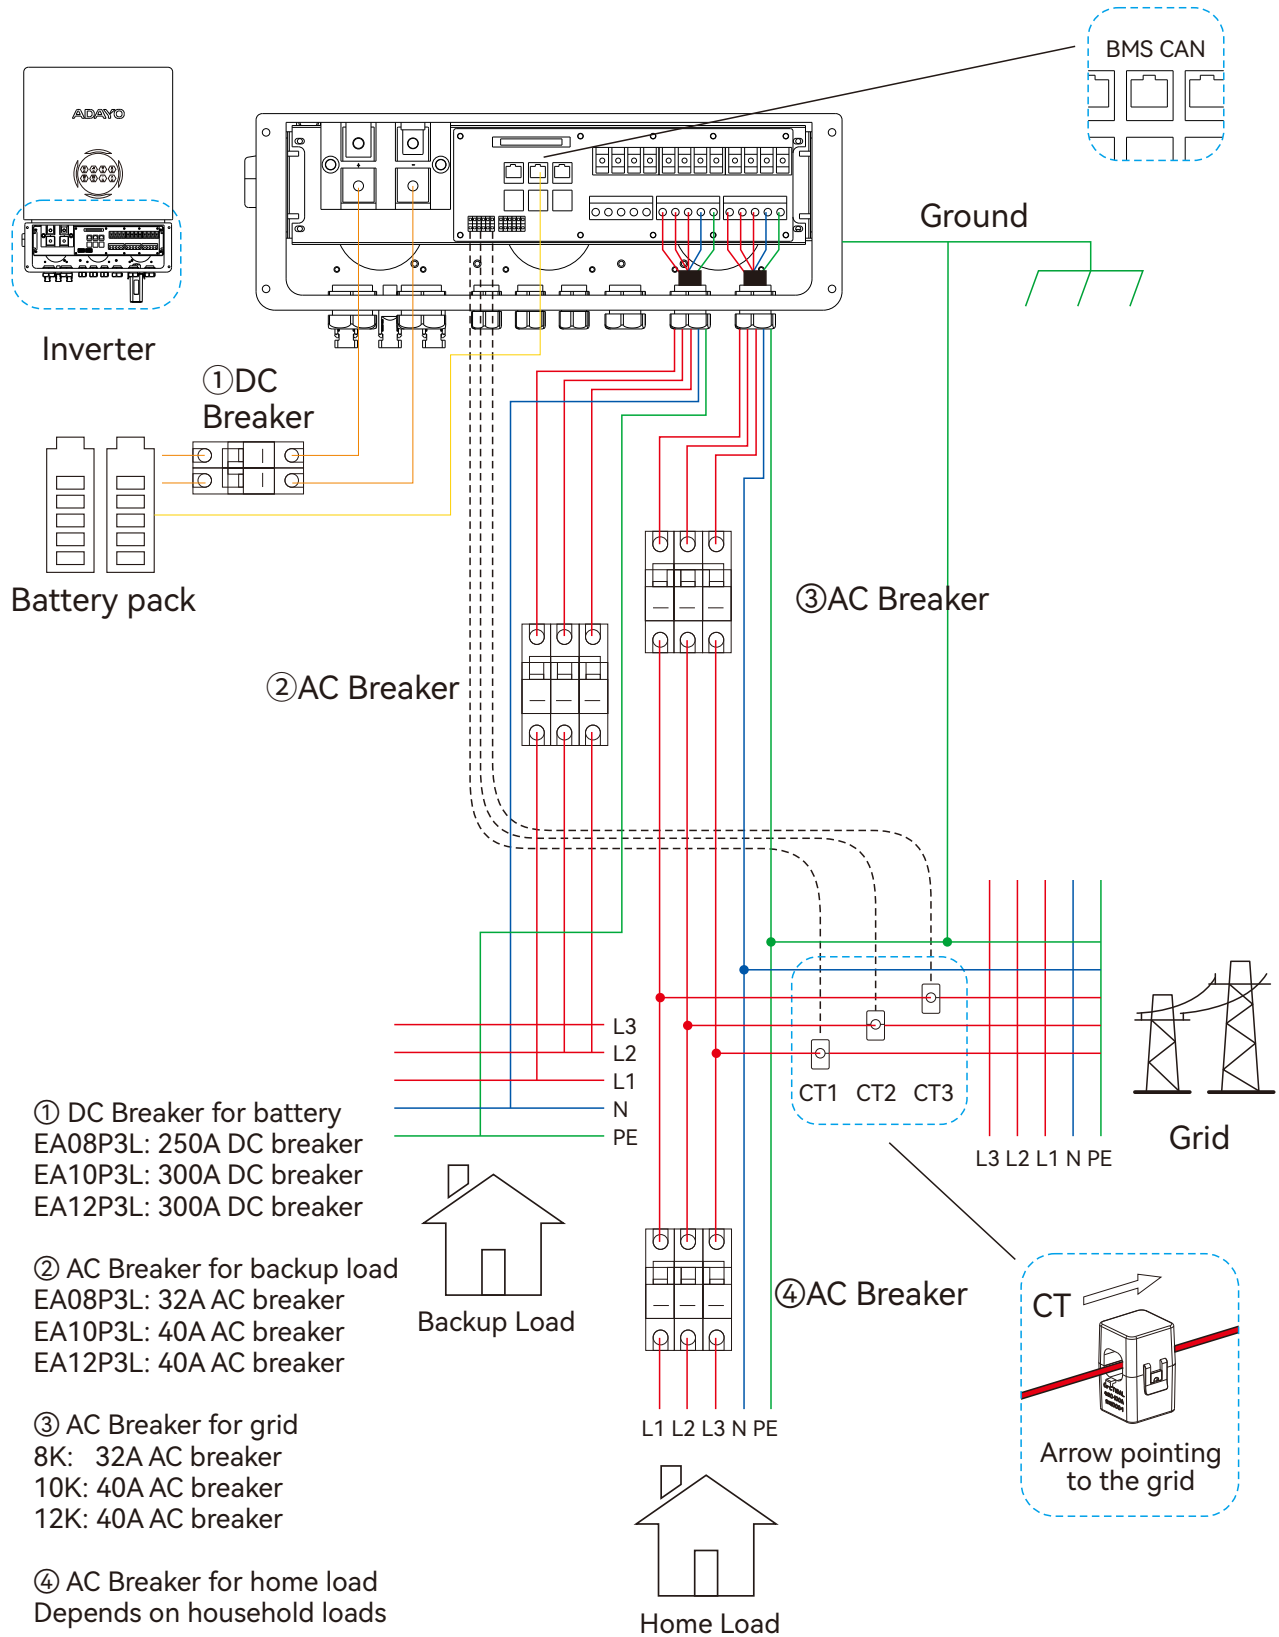 BMS CAN
ADAYO
Ground
Inverter
①DC
Breaker
Battery pack
③AC Breaker
②AC Breaker
L3
L2
L1
N
PE
CT1 CT2 CT3
L3 L2 L1 N PE
Grid
① DC Breaker for battery
EA08P3L: 250A DC breaker
EA10P3L: 300A DC breaker
EA12P3L: 300A DC breaker
② AC Breaker for backup load
EA08P3L: 32A AC breaker
EA10P3L: 40A AC breaker
EA12P3L: 40A AC breaker
③ AC Breaker for grid
8K: 32A AC breaker
10K: 40A AC breaker
12K: 40A AC breaker
④ AC Breaker for home load
Depends on household loads
Backup Load
④AC Breaker
L1 L2 L3 N PE
Home Load
CT
Arrow pointing
to the grid